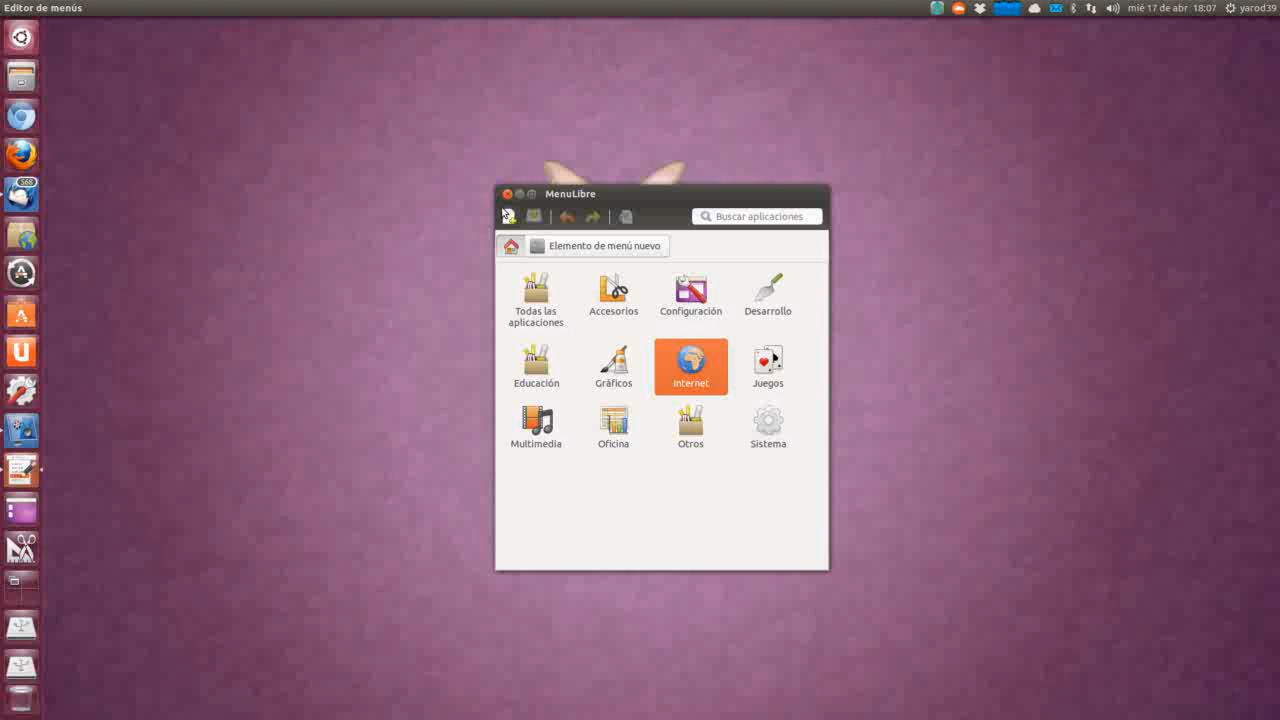 Editor de menús
mié 17 de abr 18:07 yarod39
568
MenuLibre
Buscar aplicaciones
Elemento de menú nuevo
Todas las aplicaciones
Accesorios
Configuración
Desarrollo
Educación
Gráficos
Internet
Juegos
Multimedia
Oficina
Otros
Sistema